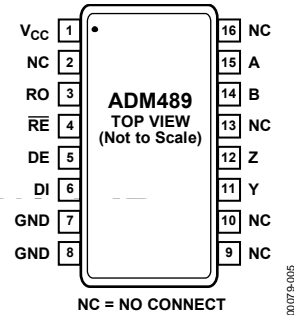 VCC 1 16 NC
NC 2 15 A
RO 3 14 B
RE 4 13 NC
DE 5 12 Z
DI 6 11 Y
GND 7 10 NC
GND 8 9 NC
ADM489
TOP VIEW
(Not to Scale)
NC = NO CONNECT
00079-005